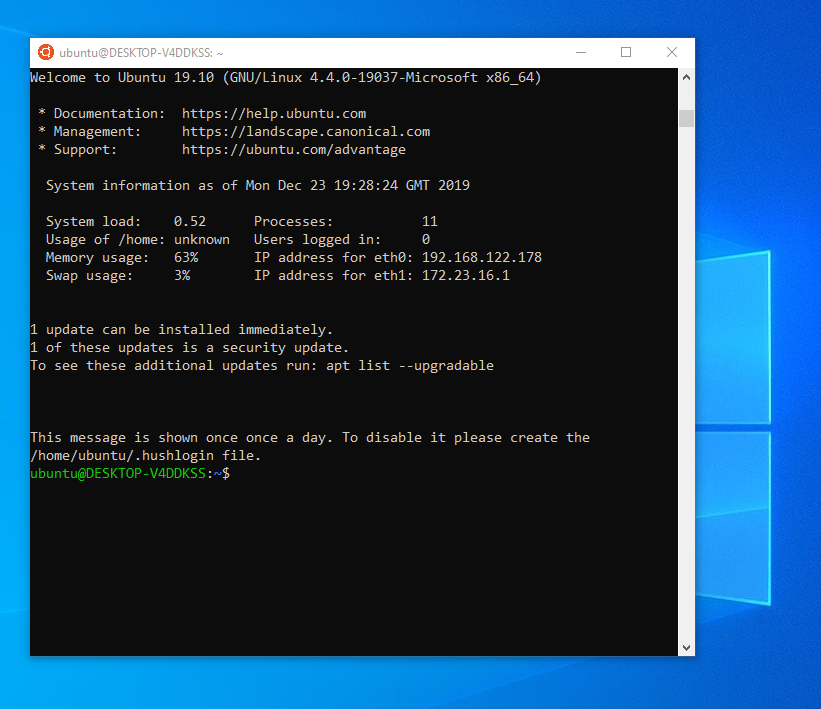 ubuntu@DESKTOP-V4DDKSS: ~
Welcome to Ubuntu 19.10 (GNU/Linux 4.4.0-19037-Microsoft x86_64)
* Documentation: https://help.ubuntu.com
* Management: https://landscape.canonical.com
* Support: https://ubuntu.com/advantage
System information as of Mon Dec 23 19:28:24 GMT 2019
System load: 0.52 Processes: 11
Usage of /home: unknown Users logged in: 0
Memory usage: 63% IP address for eth0: 192.168.122.178
Swap usage: 3% IP address for eth1: 172.23.16.1
1 update can be installed immediately.
1 of these updates is a security update.
To see these additional updates run: apt list --upgradable
This message is shown once once a day. To disable it please create the
/home/ubuntu/.hushlogin file.
ubuntu@DESKTOP-V4DDKSS:~$